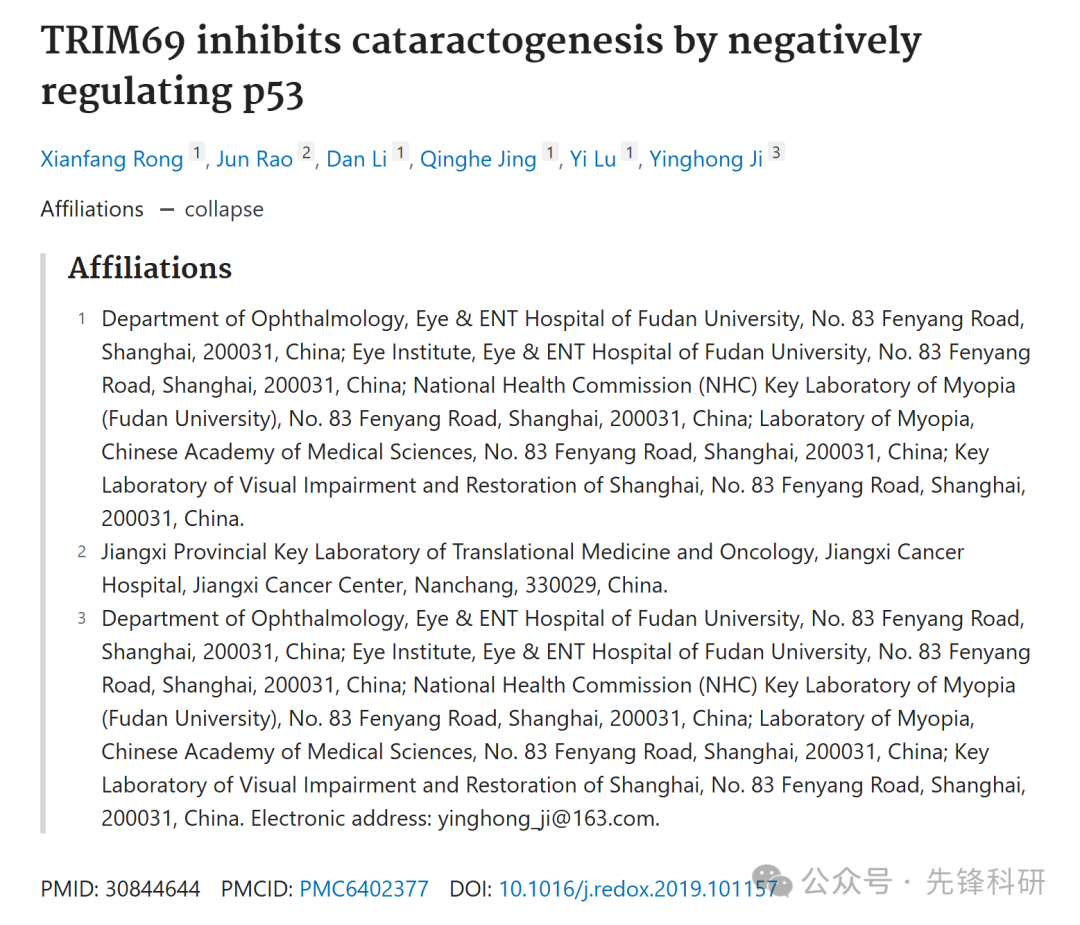 TRIM69 inhibits cataractogenesis by negatively
regulating p53
Xianfang Rong 1, Jun Rao 2, Dan Li 1, Qinghe Jing 1, Yi Lu 1, Yinghong Ji 3
Affiliations － collapse
Affiliations
1 Department of Ophthalmology, Eye & ENT Hospital of Fudan University, No. 83 Fenyang Road,
Shanghai, 200031, China; Eye Institute, Eye & ENT Hospital of Fudan University, No. 83 Fenyang
Road, Shanghai, 200031, China; National Health Commission (NHC) Key Laboratory of Myopia
(Fudan University), No. 83 Fenyang Road, Shanghai, 200031, China; Laboratory of Myopia,
Chinese Academy of Medical Sciences, No. 83 Fenyang Road, Shanghai, 200031, China; Key
Laboratory of Visual Impairment and Restoration of Shanghai, No. 83 Fenyang Road, Shanghai,
200031, China.
2 Jiangxi Provincial Key Laboratory of Translational Medicine and Oncology, Jiangxi Cancer
Hospital, Jiangxi Cancer Center, Nanchang, 330029, China.
3 Department of Ophthalmology, Eye & ENT Hospital of Fudan University, No. 83 Fenyang Road,
Shanghai, 200031, China; Eye Institute, Eye & ENT Hospital of Fudan University, No. 83 Fenyang
Road, Shanghai, 200031, China; National Health Commission (NHC) Key Laboratory of Myopia
(Fudan University), No. 83 Fenyang Road, Shanghai, 200031, China; Laboratory of Myopia,
Chinese Academy of Medical Sciences, No. 83 Fenyang Road, Shanghai, 200031, China; Key
Laboratory of Visual Impairment and Restoration of Shanghai, No. 83 Fenyang Road, Shanghai,
200031, China. Electronic address: yinghong_ji@163.com.
PMID: 30844644 PMCID: PMC6402377 DOI: 10.1016/j.redox.2019.101157 公众号 · 先锋科研